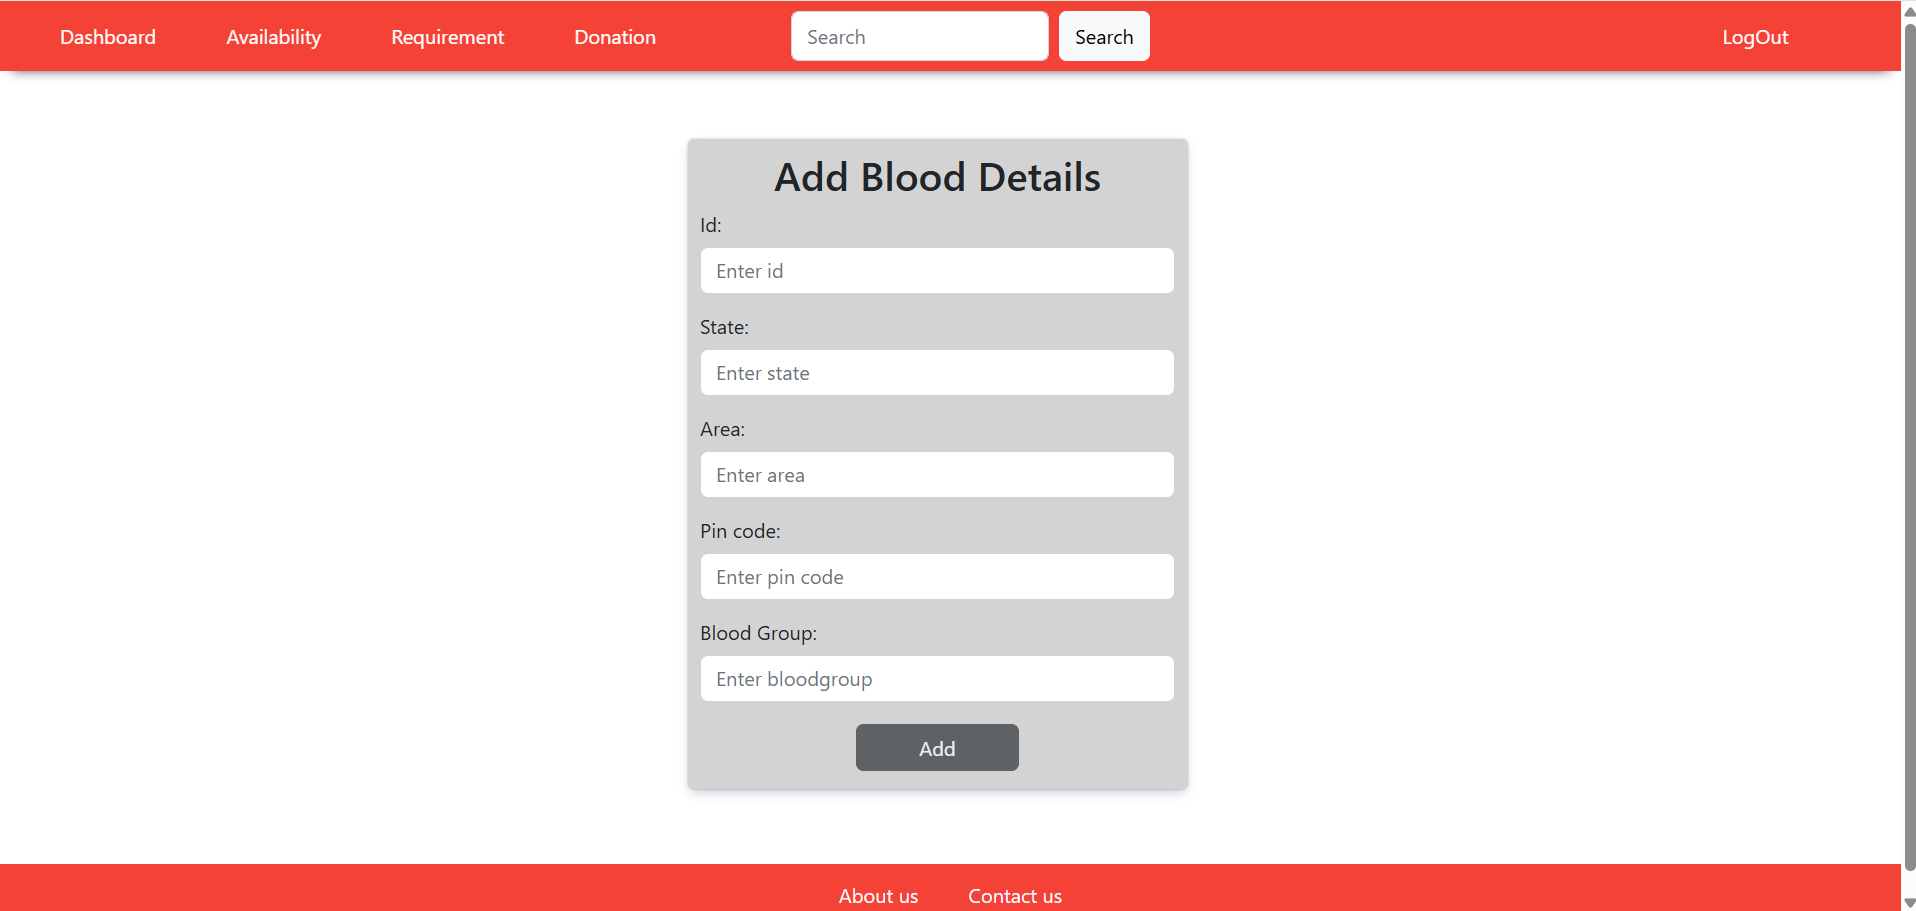 Dashboard Availability Requirement Donation Search Search LogOut
Add Blood Details
Id:
Enter id
State:
Enter state
Area:
Enter area
Pin code:
Enter pin code
Blood Group:
Enter bloodgroup
Add
About us Contact us